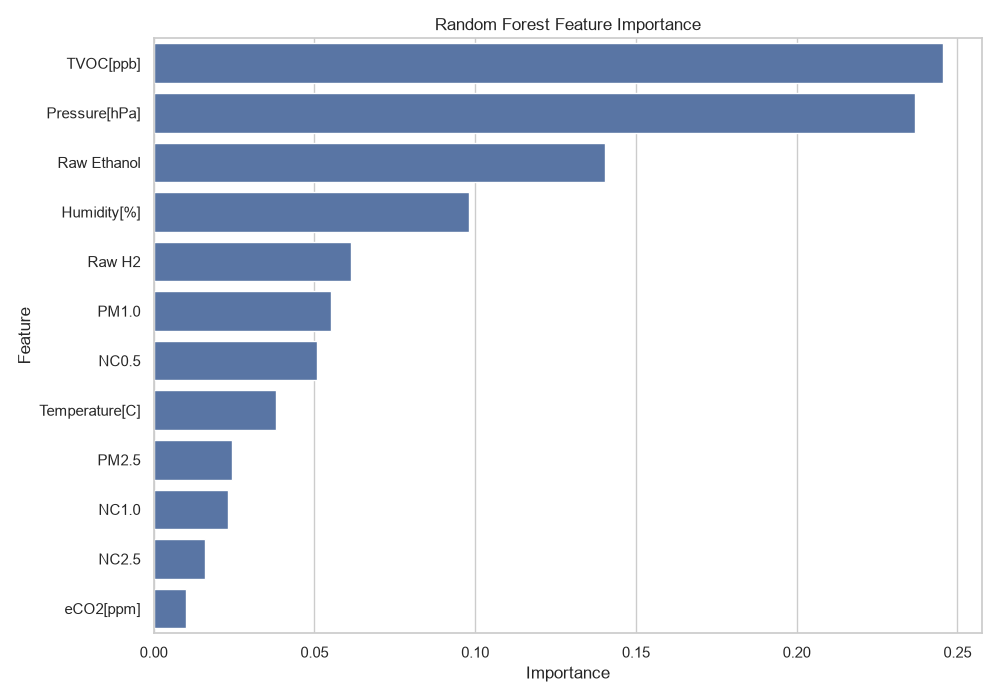 Random Forest Feature Importance
TVOC[ppb]
Pressure[hPa]
Raw Ethanol
Humidity[%]
Raw H2
PM1.0
NC0.5
Temperature[C]
PM2.5
NC1.0
NC2.5
eCO2[ppm]
Feature
0.00 0.05 0.10 0.15 0.20 0.25
Importance